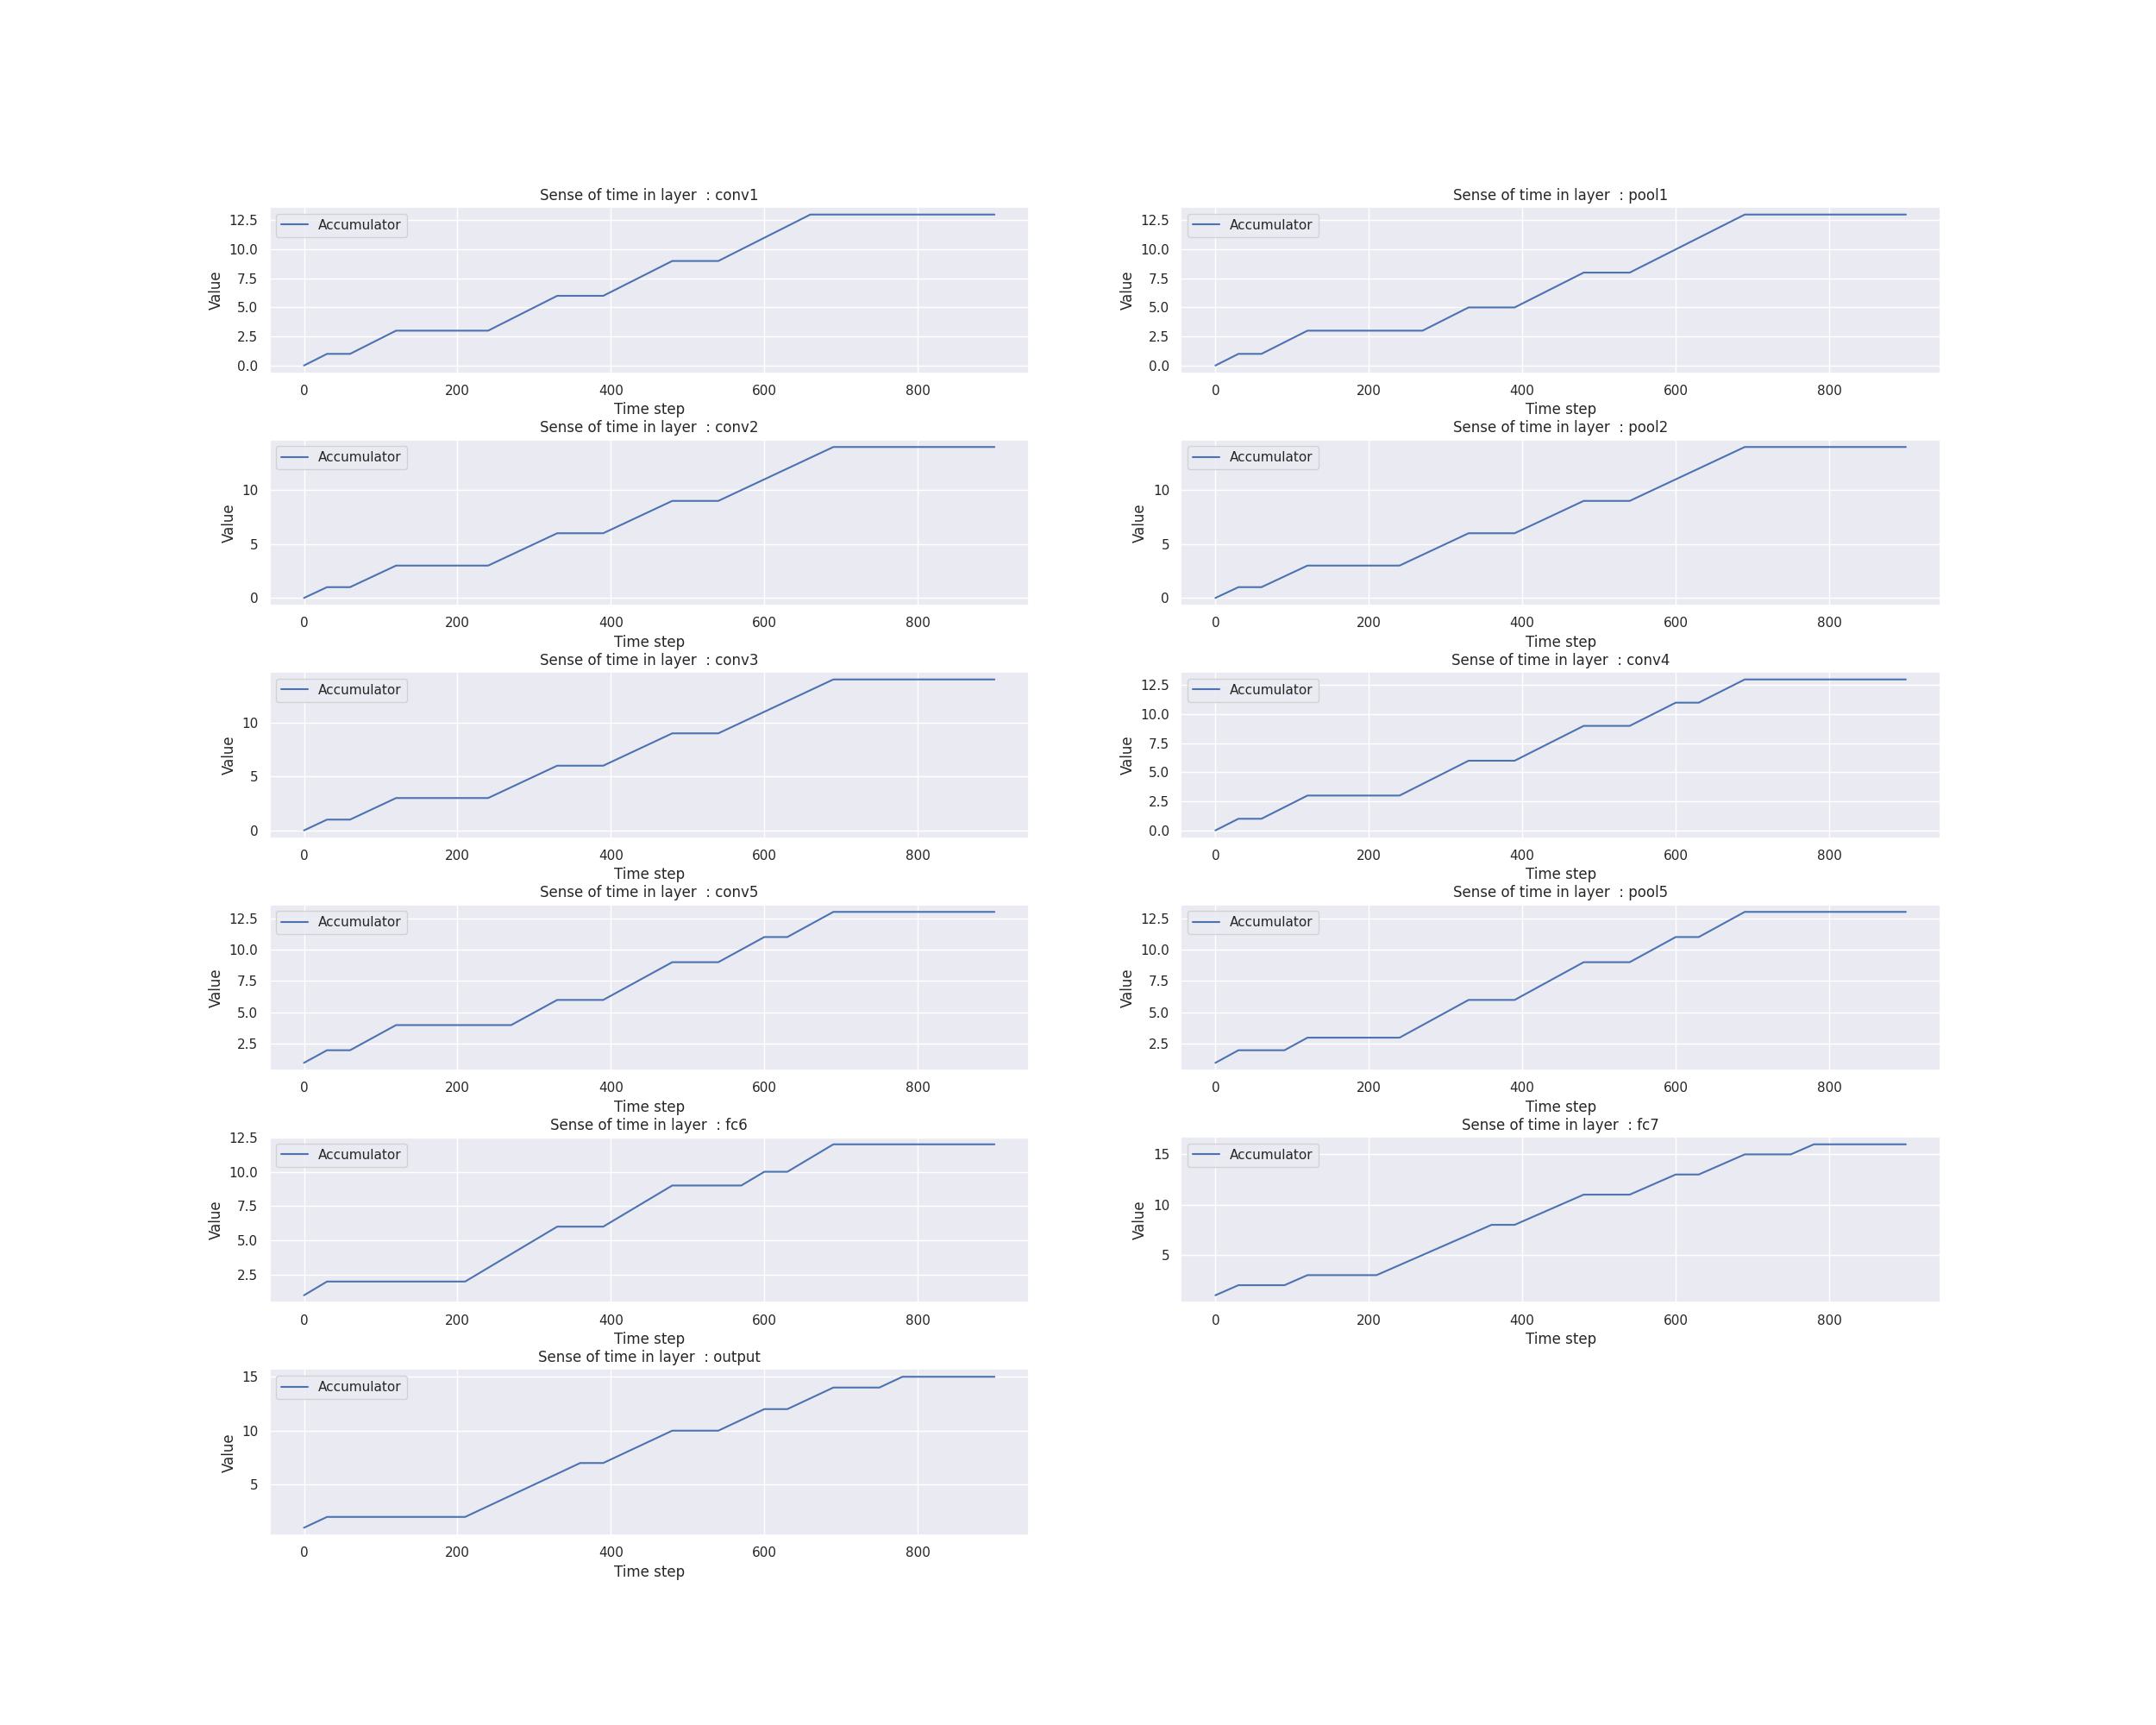 Sense of time in layer  : conv1
Accumulator
Value
12.5
10.0
7.5
5.0
2.5
0.0
0 200 400 600 800
Time step
Sense of time in layer  : pool1
Accumulator
Value
12.5
10.0
7.5
5.0
2.5
0.0
0 200 400 600 800
Time step
Sense of time in layer  : conv2
Accumulator
Value
10
5
0
0 200 400 600 800
Time step
Sense of time in layer  : pool2
Accumulator
Value
10
5
0
0 200 400 600 800
Time step
Sense of time in layer  : conv3
Accumulator
Value
10
5
0
0 200 400 600 800
Time step
Sense of time in layer  : conv4
Accumulator
Value
12.5
10.0
7.5
5.0
2.5
0.0
0 200 400 600 800
Time step
Sense of time in layer  : conv5
Accumulator
Value
12.5
10.0
7.5
5.0
2.5
0 200 400 600 800
Time step
Sense of time in layer  : pool5
Accumulator
Value
12.5
10.0
7.5
5.0
2.5
0 200 400 600 800
Time step
Sense of time in layer  : fc6
Accumulator
Value
12.5
10.0
7.5
5.0
2.5
0 200 400 600 800
Time step
Sense of time in layer  : fc7
Accumulator
Value
15
10
5
0 200 400 600 800
Time step
Sense of time in layer  : output
Accumulator
Value
15
10
5
0 200 400 600 800
Time step